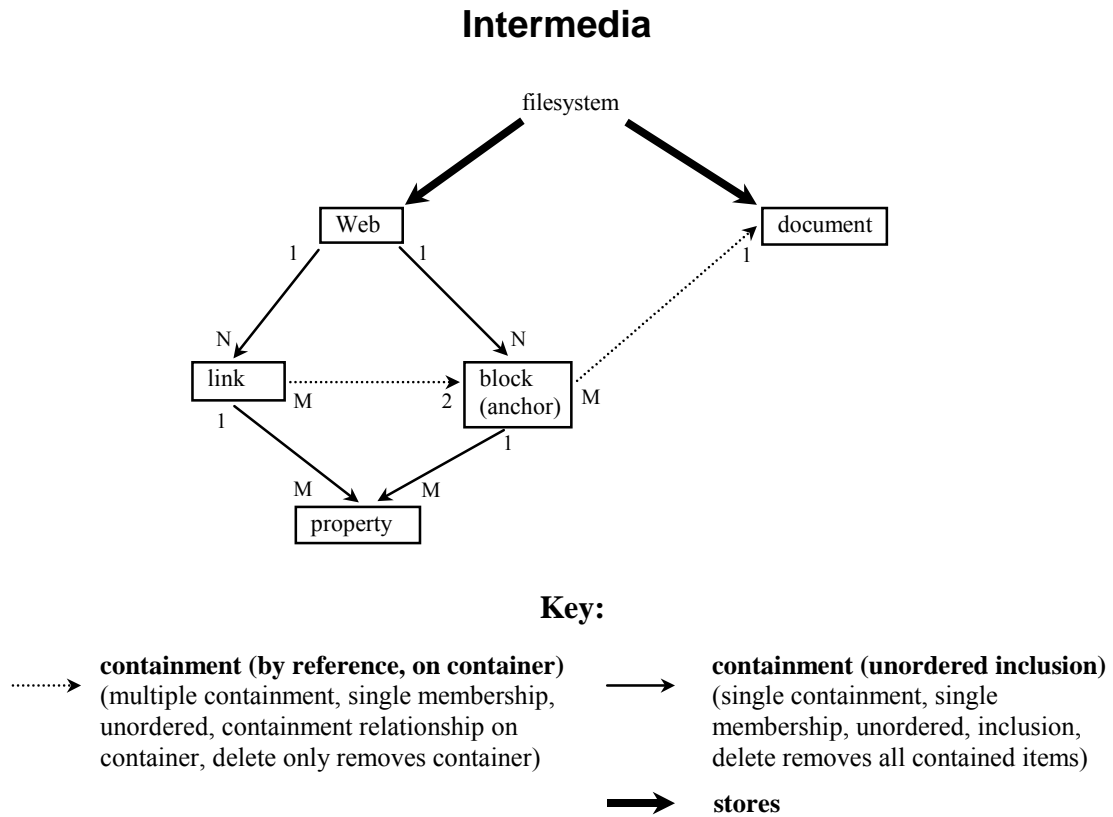 Intermedia
filesystem
Web
document
1
1
1
N
N
link
block
(anchor)
M
2
M
1
1
M
M
property
Key:
containment (by reference, on container)
(multiple containment, single membership,
unordered, containment relationship on
container, delete only removes container)
containment (unordered inclusion)
(single containment, single
membership, unordered, inclusion,
delete removes all contained items)
stores